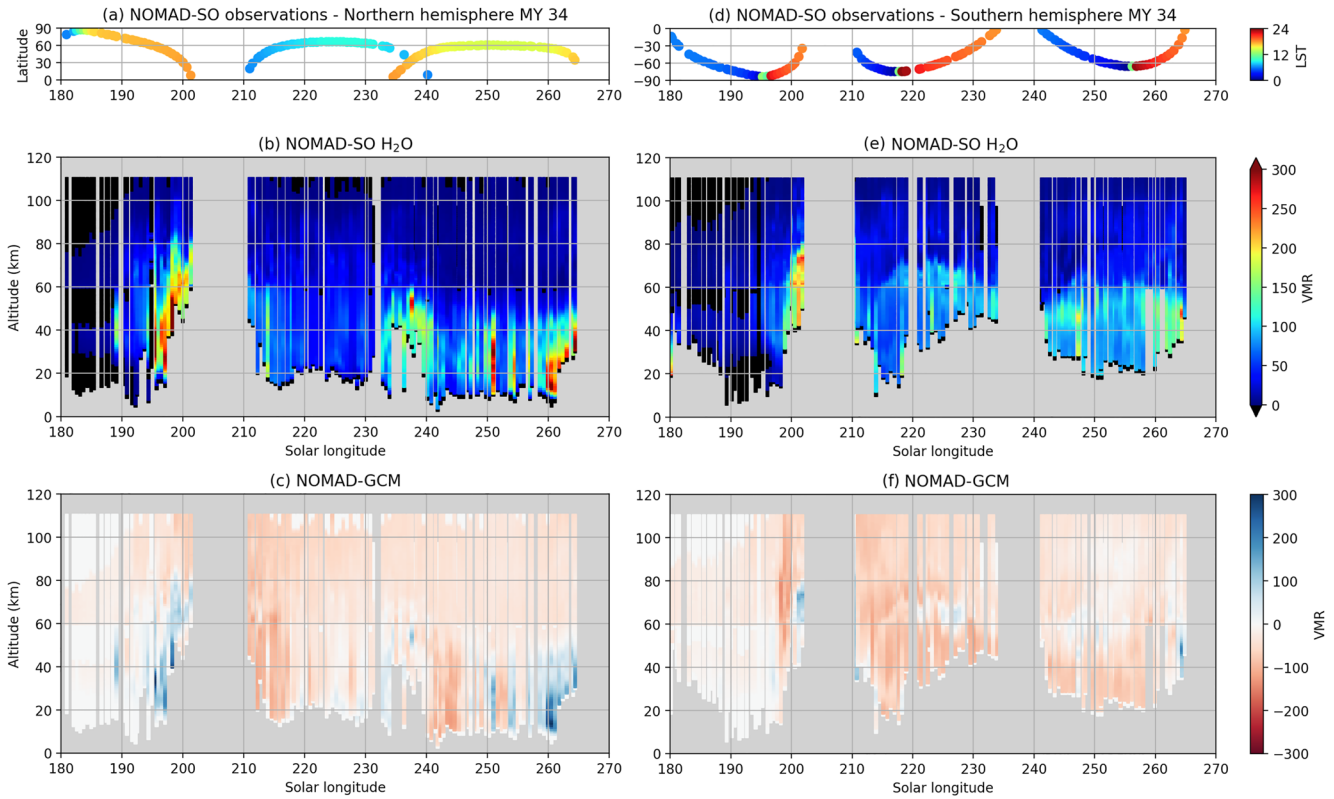 (a) NOMAD-SO observations - Northern hemisphere MY 34
Latitude
90
60
30
0
180 190 200 210 220 230 240 250 260 270
(d) NOMAD-SO observations - Southern hemisphere MY 34
0
−30
−60
−90
180 190 200 210 220 230 240 250 260 270
24
12
0
LST
(b) NOMAD-SO H₂O
Altitude (km)
120
100
80
60
40
20
0
180 190 200 210 220 230 240 250 260 270
Solar longitude
(e) NOMAD-SO H₂O
120
100
80
60
40
20
0
180 190 200 210 220 230 240 250 260 270
Solar longitude
300
250
200
150
100
50
0
VMR
(c) NOMAD-GCM
Altitude (km)
120
100
80
60
40
20
0
180 190 200 210 220 230 240 250 260 270
Solar longitude
(f) NOMAD-GCM
120
100
80
60
40
20
0
180 190 200 210 220 230 240 250 260 270
Solar longitude
300
200
100
0
−100
−200
−300
VMR